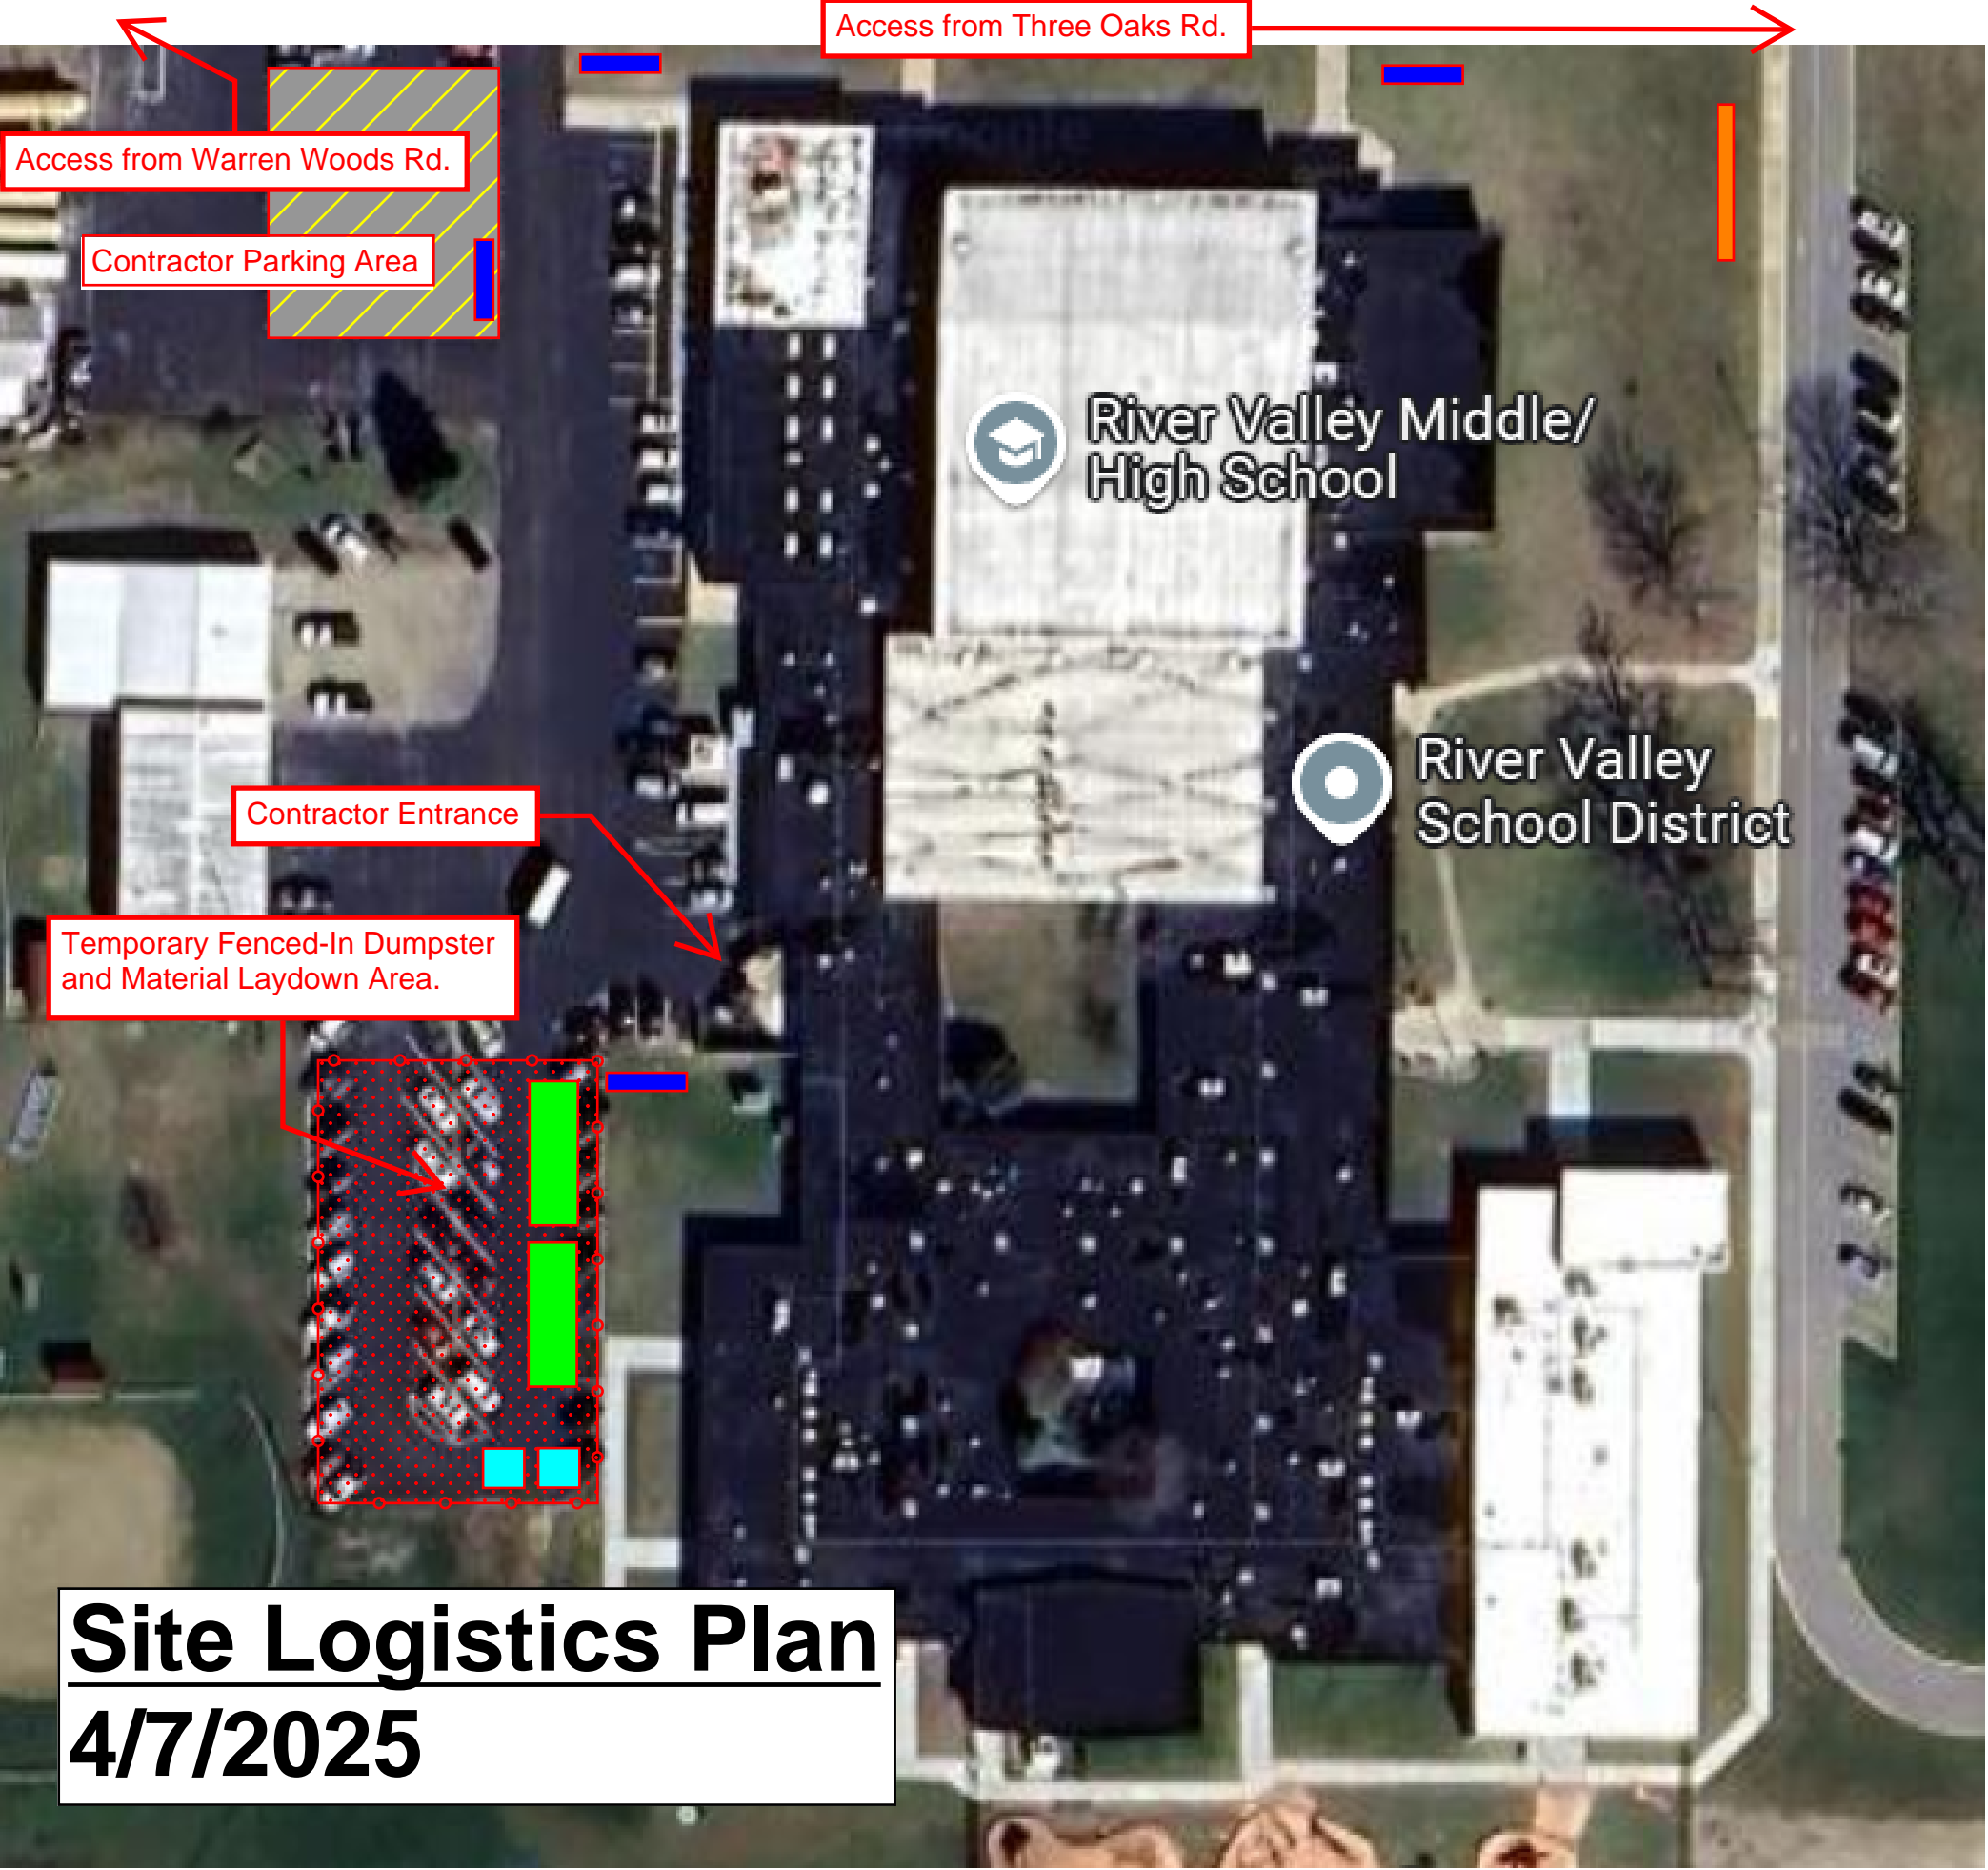 Access from Three Oaks Rd.
Access from Warren Woods Rd.
Contractor Parking Area
River Valley Middle/
High School
River Valley
School District
Contractor Entrance
Temporary Fenced-In Dumpster
and Material Laydown Area.
Site Logistics Plan
4/7/2025